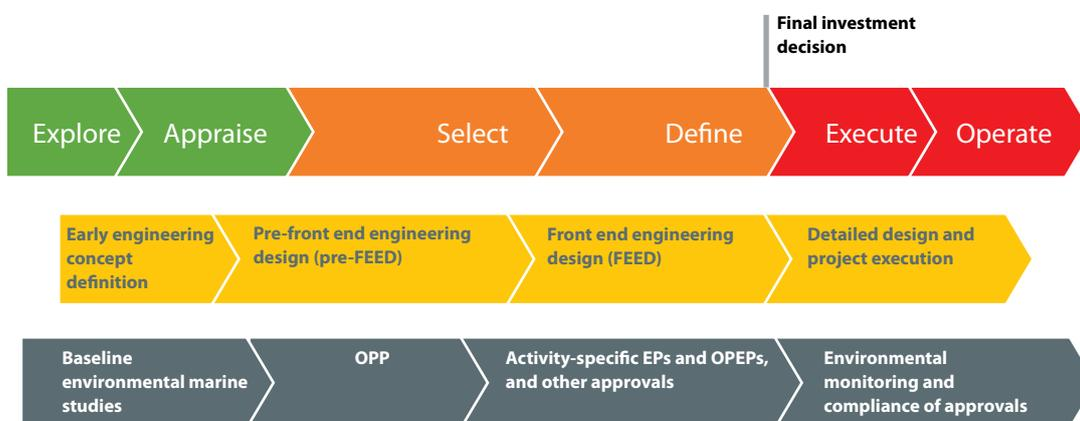 Final investment
decision
Explore
Appraise
Select
Define
Execute
Operate
Early engineering
concept
definition
Pre-front end engineering
design (pre-FEED)
Front end engineering
design (FEED)
Detailed design and
project execution
Baseline
environmental marine
studies
OPP
Activity-specific EPs and OPEPs,
and other approvals
Environmental
monitoring and
compliance of approvals